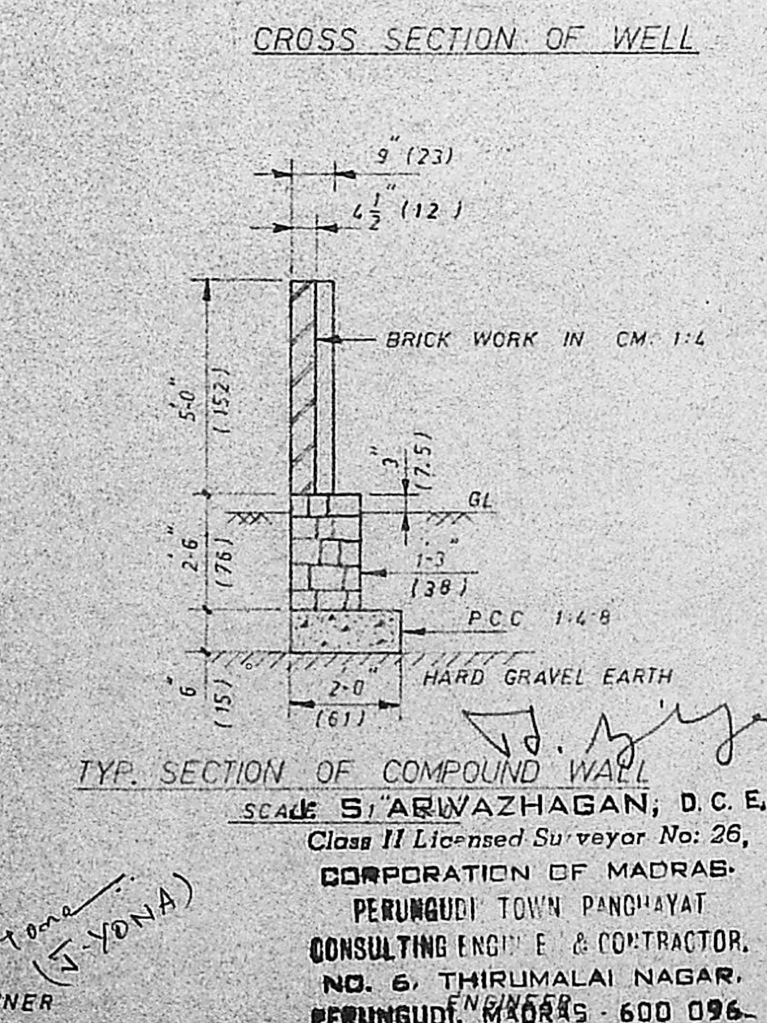 CROSS SECTION OF WELL
9" (23)
4 1/2" (12)
BRICK WORK IN CM. 1:4
5'-0" (152)
3" (7.5)
GL
2'-6" (76)
1'-3" (38)
P C C 1:4:8
HARD GRAVEL EARTH
6" (15)
2'-0" (61)
TYP. SECTION OF COMPOUND WALL
SCALE
J. S. ARIVAZHAGAN, D. C. E,
Class II Licensed Surveyor No: 26,
CORPORATION OF MADRAS.
PERUNGUDI TOWN PANCHAYAT
CONSULTING ENGINEER & CONTRACTOR.
NO. 6, THIRUMALAI NAGAR,
PERUNGUDI, MADRAS - 600 096
(J-YONA)
NER
ENGINEER